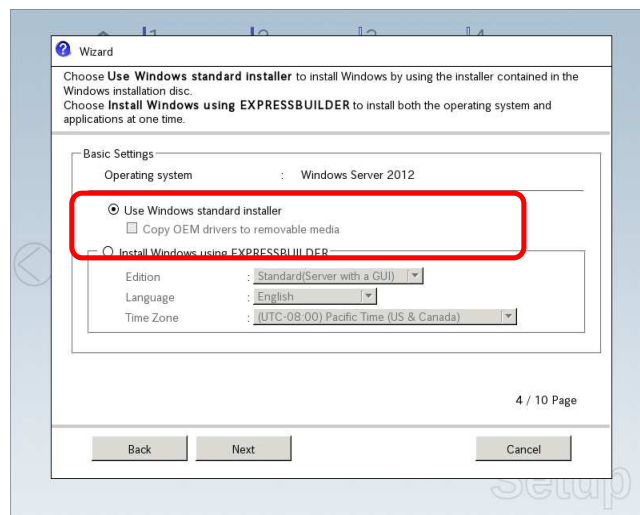 1 2 3 4
Wizard
Choose Use Windows standard installer to install Windows by using the installer contained in the
Windows installation disc.
Choose Install Windows using EXPRESSBUILDER to install both the operating system and
applications at one time.
Basic Settings
Operating system : Windows Server 2012
Use Windows standard installer
Copy OEM drivers to removable media
Install Windows using EXPRESSBUILDER
Edition : Standard(Server with a GUI)
Language : English
Time Zone : (UTC-08:00) Pacific Time (US & Canada)
4 / 10 Page
Back Next Cancel
Setup